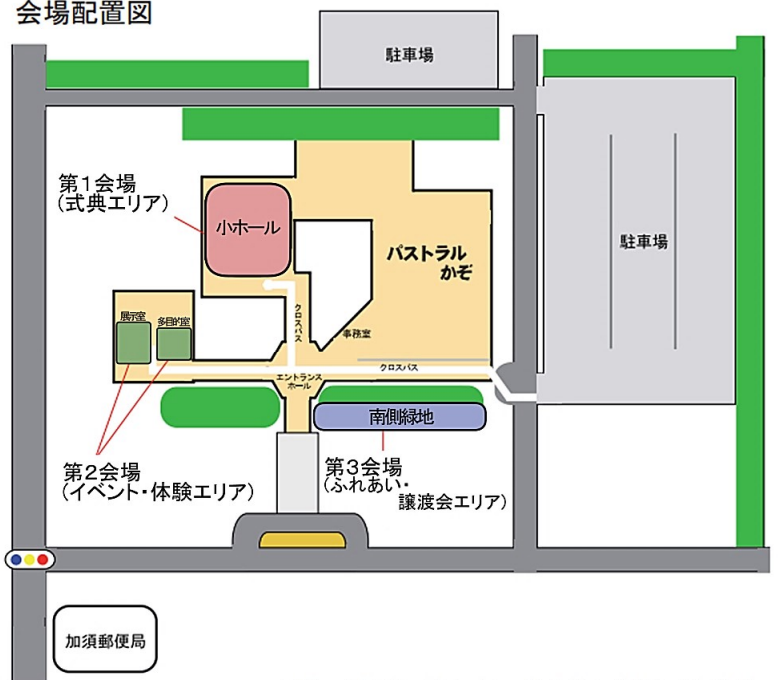 会場配置図
駐車場
第1会場
(式典エリア)
小ホール
パストラル
かぞ
駐車場
展示室
多目的室
クロスパス
事務室
クロスパス
エントランス
ホール
南側緑地
第2会場
(イベント・体験エリア)
第3会場
(ふれあい・
譲渡会エリア)
加須郵便局